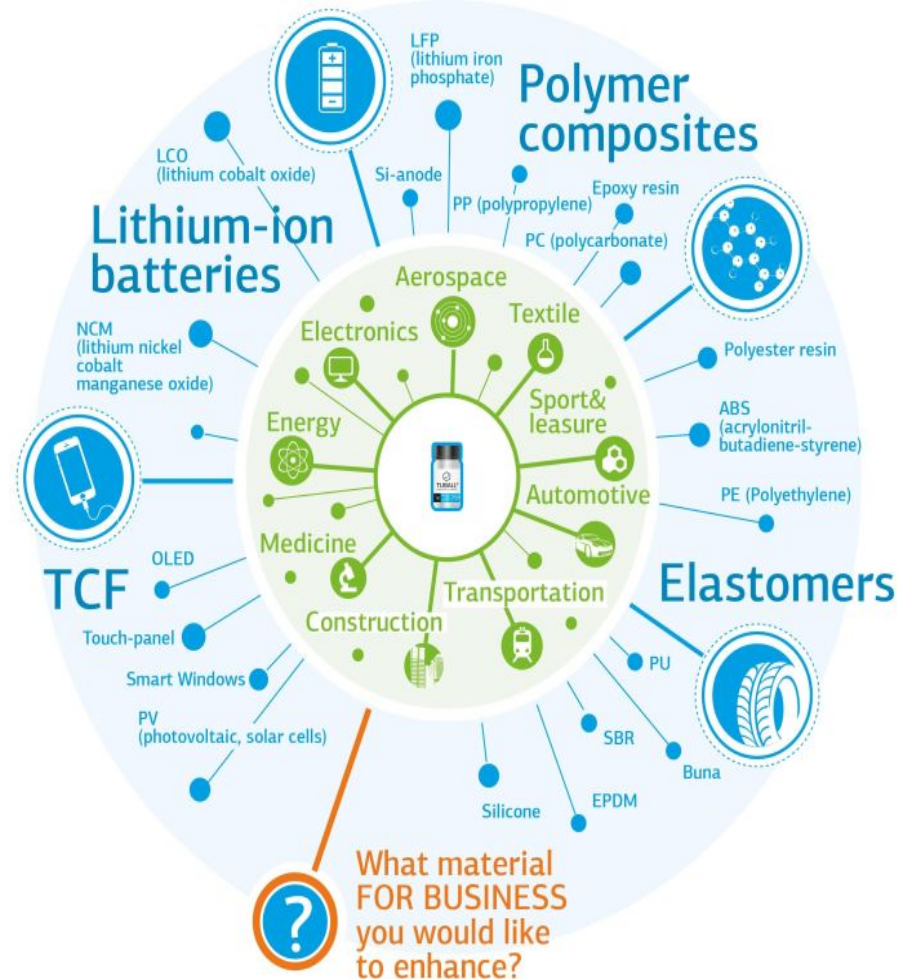 LFP
(lithium iron
phosphate)
Polymer
composites
LCO
(lithium cobalt oxide)
Si-anode
PP (polypropylene)
Epoxy resin
PC (polycarbonate)
Lithium-ion
batteries
NCM
(lithium nickel
cobalt
manganese oxide)
Polyester resin
ABS
(acrylonitril-
butadiene-styrene)
PE (Polyethylene)
Aerospace
Electronics
Textile
Sport&
leasure
Energy
Automotive
Medicine
Transportation
Construction
TUBALL
TCF
OLED
Touch-panel
Smart Windows
PV
(photovoltaic, solar cells)
Elastomers
PU
SBR
Buna
EPDM
Silicone
?
What material
FOR BUSINESS
you would like
to enhance?